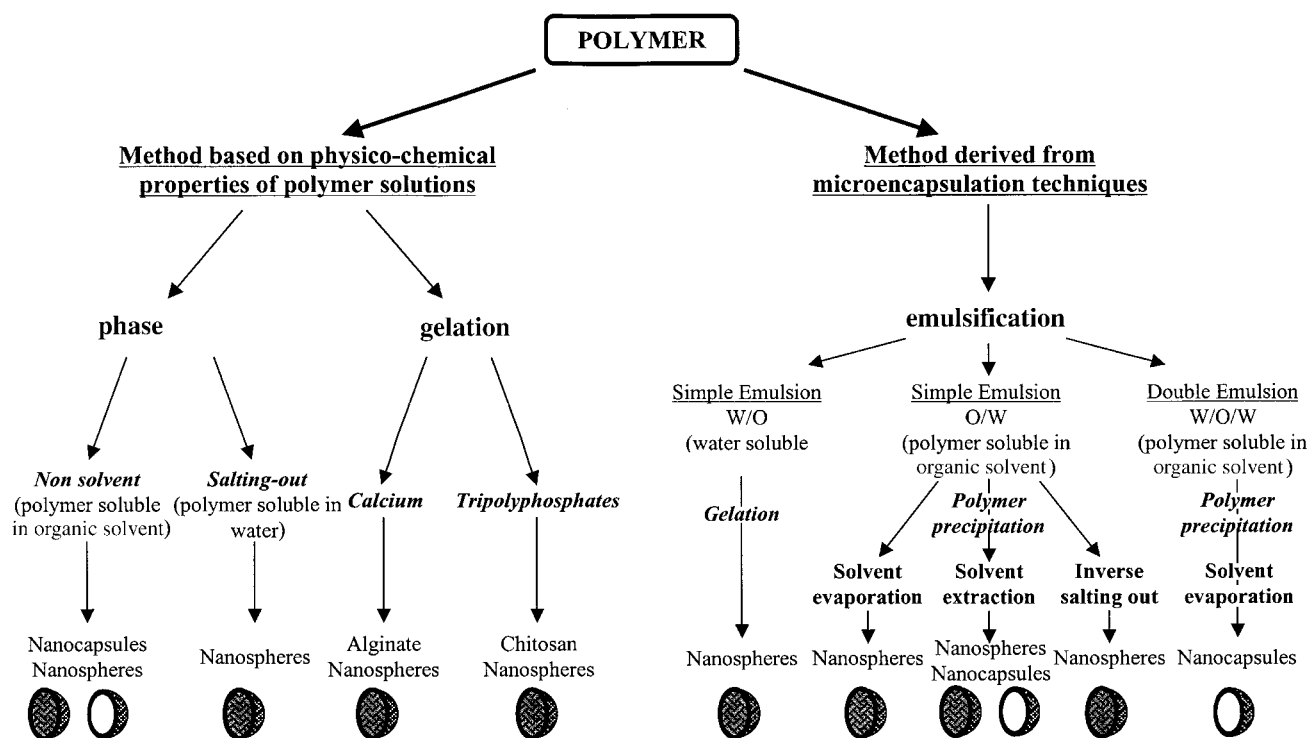 POLYMER
Method based on physico-chemical
properties of polymer solutions
Method derived from
microencapsulation techniques
phase
gelation
emulsification
Non solvent
(polymer soluble
in organic solvent)
Salting-out
(polymer soluble in
water)
Calcium
Tripolyphosphates
Simple Emulsion
W/O
(water soluble
Gelation
Simple Emulsion
O/W
(polymer soluble in
organic solvent)
Polymer
precipitation
Double Emulsion
W/O/W
(polymer soluble in
organic solvent)
Polymer
precipitation
Solvent
evaporation
Solvent
extraction
Inverse
salting out
Solvent
evaporation
Nanocapsules
Nanospheres
Nanospheres
Alginate
Nanospheres
Chitosan
Nanospheres
Nanospheres
Nanospheres
Nanospheres
Nanocapsules
Nanospheres
Nanocapsules